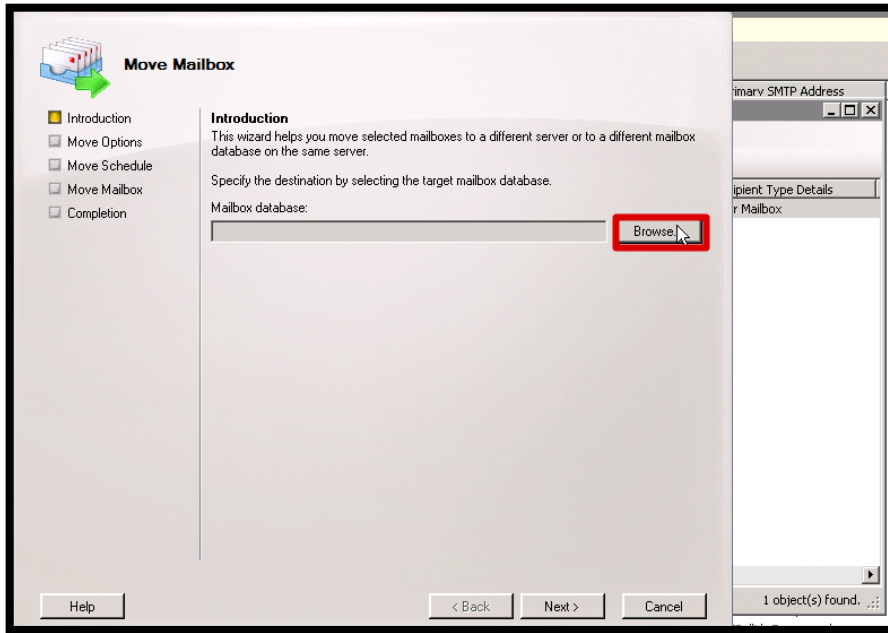 Move Mailbox
Introduction
Move Options
Move Schedule
Move Mailbox
Completion
Introduction
This wizard helps you move selected mailboxes to a different server or to a different mailbox
database on the same server.
Specify the destination by selecting the target mailbox database.
Mailbox database:
Browse...
Help
< Back
Next >
Cancel
rimary SMTP Address
ipient Type Details
r Mailbox
1 object(s) found.